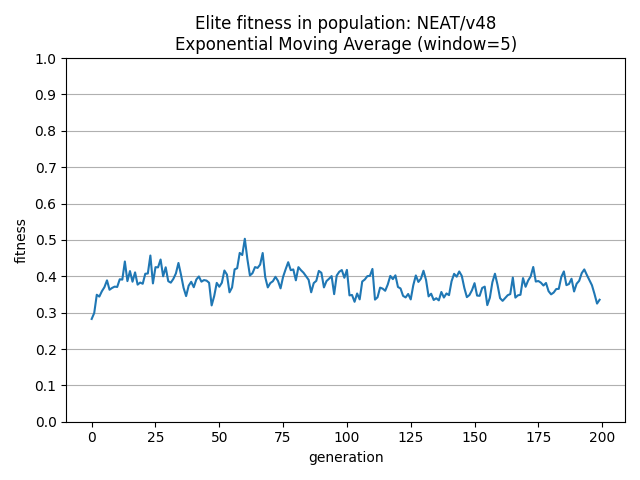 Elite fitness in population: NEAT/v48
Exponential Moving Average (window=5)
1.0
0.9
0.8
0.7
0.6
0.5
0.4
0.3
0.2
0.1
0.0
fitness
0 25 50 75 100 125 150 175 200
generation